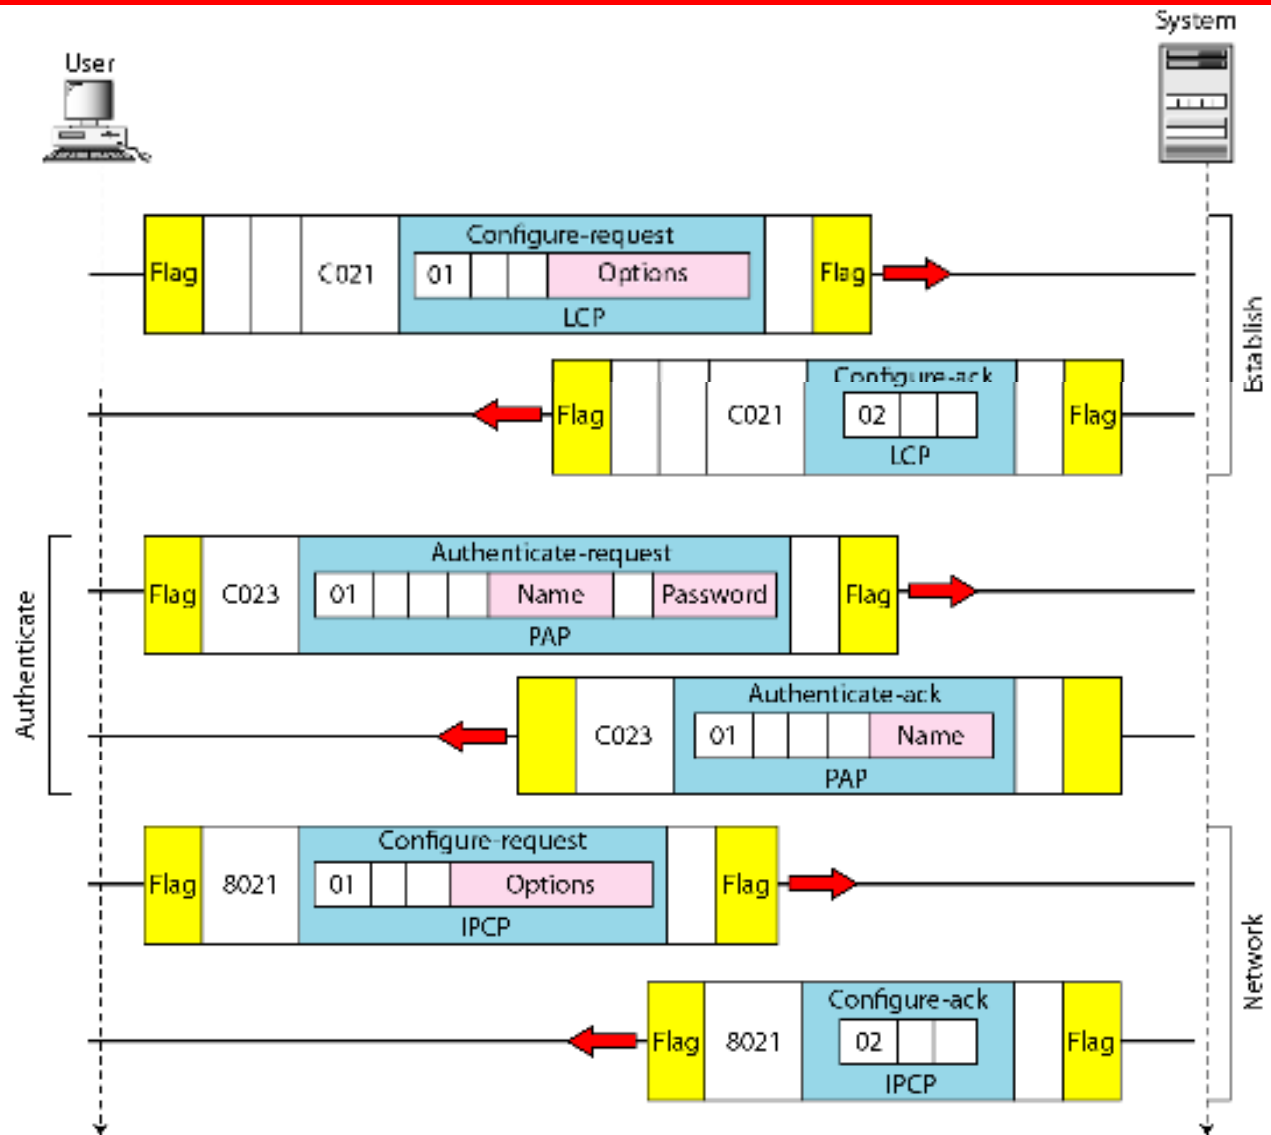 System
User
Configure-request
Flag C021 01 Options Flag
LCP
Establish
Configure-ack
Flag C021 02 Flag
LCP
Authenticate
Authenticate-request
Flag C023 01 Name Password Flag
PAP
Authenticate-ack
C023 01 Name
PAP
Configure-request
Flag 8021 01 Options Flag
IPCP
Network
Configure-ack
Flag 8021 02 Flag
IPCP